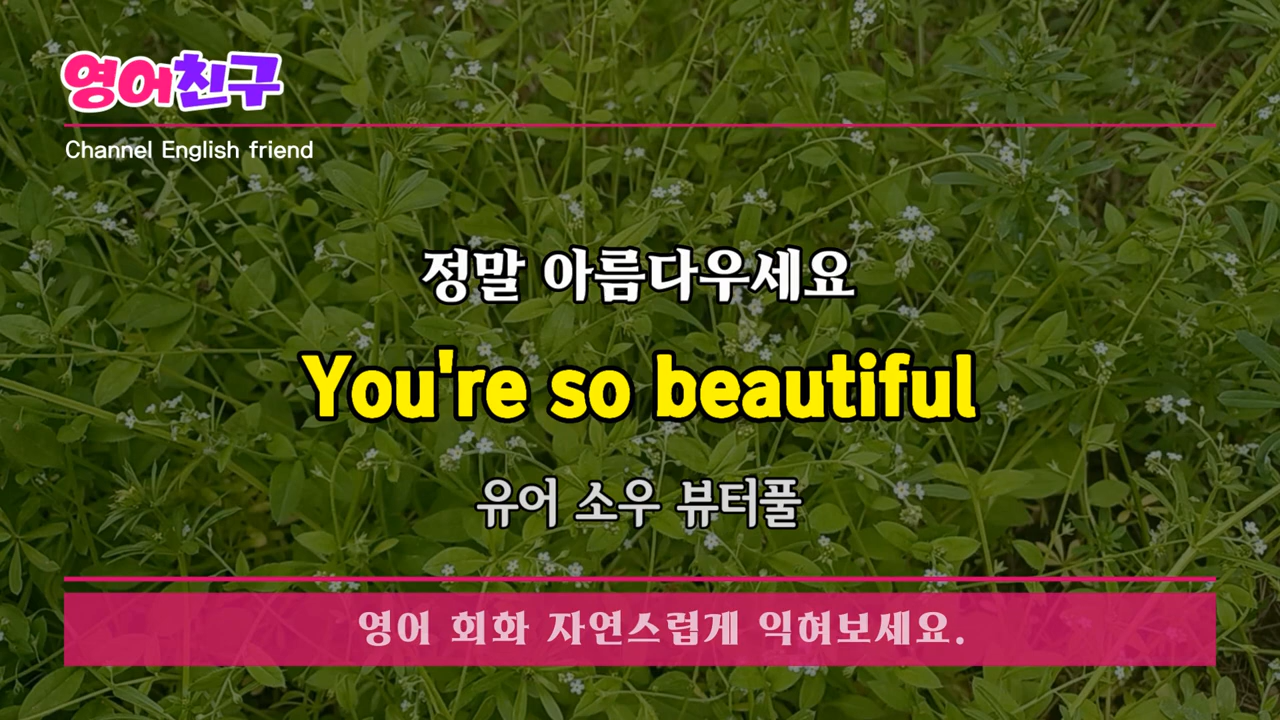 영어친구
Channel English friend
정말 아름다우세요
You're so beautiful
유어 소우 뷰터풀
영어 회화 자연스럽게 익혀보세요.